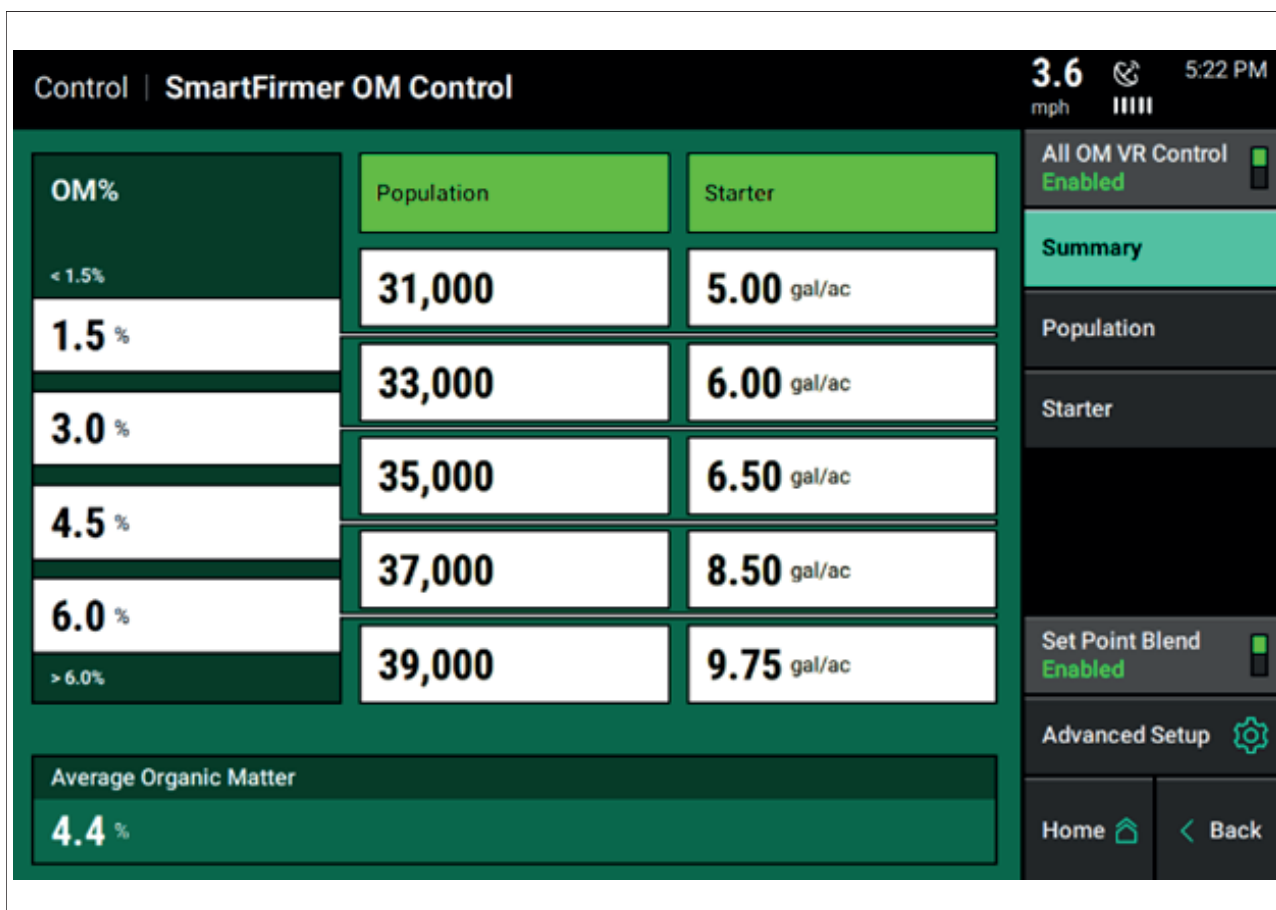 Control | SmartFirmer OM Control
3.6 mph
5:22 PM
OM%
Population
Starter
< 1.5%
31,000
5.00 gal/ac
1.5 %
33,000
6.00 gal/ac
3.0 %
35,000
6.50 gal/ac
4.5 %
37,000
8.50 gal/ac
6.0 %
39,000
9.75 gal/ac
> 6.0%
Average Organic Matter
4.4 %
All OM VR Control
Enabled
Summary
Population
Starter
Set Point Blend
Enabled
Advanced Setup
Home
< Back